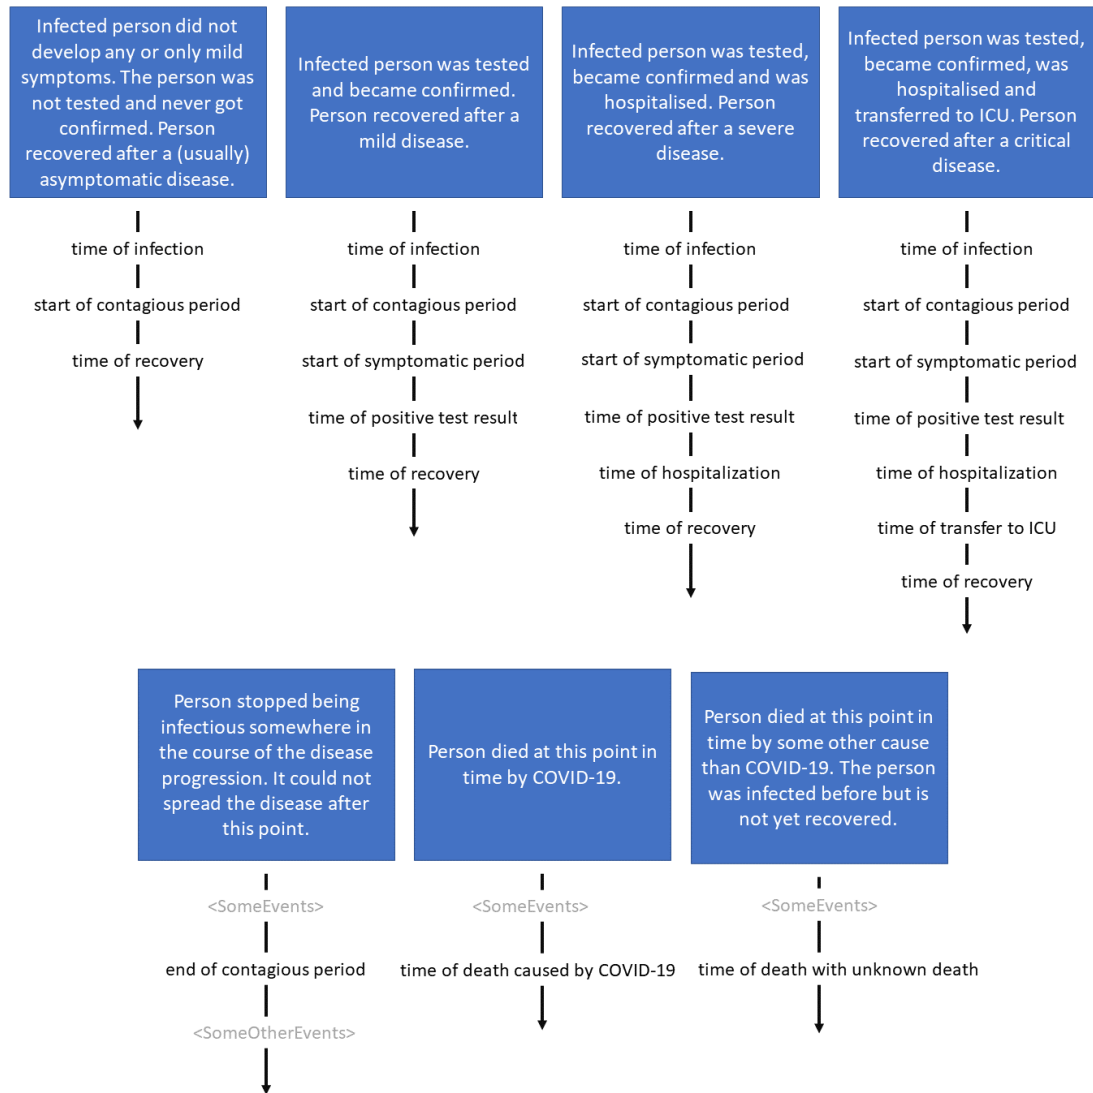 Infected person did not
develop any or only mild
symptoms. The person was
not tested and never got
confirmed. Person
recovered after a (usually)
asymptomatic disease.
time of infection
start of contagious period
time of recovery
Infected person was tested
and became confirmed.
Person recovered after a
mild disease.
time of infection
start of contagious period
start of symptomatic period
time of positive test result
time of recovery
Infected person was tested,
became confirmed and was
hospitalised. Person
recovered after a severe
disease.
time of infection
start of contagious period
start of symptomatic period
time of positive test result
time of hospitalization
time of recovery
Infected person was tested,
became confirmed, was
hospitalised and
transferred to ICU. Person
recovered after a critical
disease.
time of infection
start of contagious period
start of symptomatic period
time of positive test result
time of hospitalization
time of transfer to ICU
time of recovery
Person stopped being
infectious somewhere in
the course of the disease
progression. It could not
spread the disease after
this point.
<SomeEvents>
end of contagious period
<SomeOtherEvents>
Person died at this point in
time by COVID-19.
<SomeEvents>
time of death caused by COVID-19
Person died at this point in
time by some other cause
than COVID-19. The person
was infected before but is
not yet recovered.
<SomeEvents>
time of death with unknown death